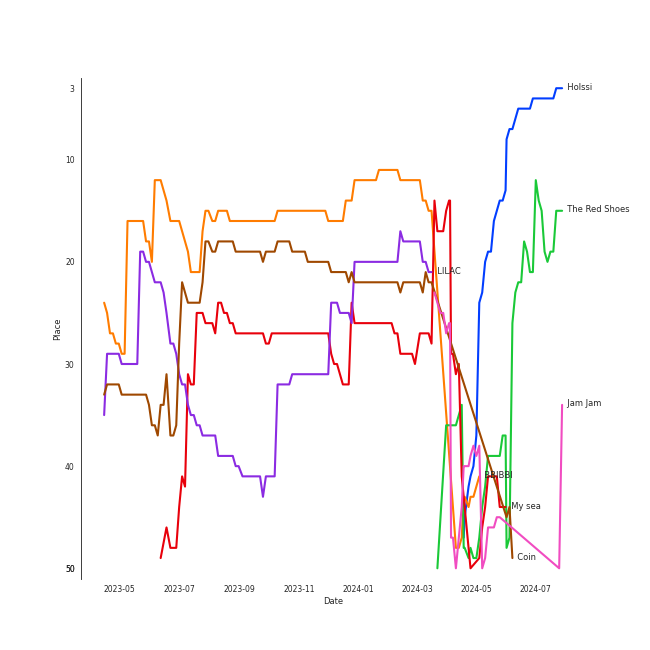 3
Holssi
10
The Red Shoes
20
LILAC
Place
30
Jam Jam
40
BBIBBI
My sea
Coin
50
2023-05
2023-07
2023-09
2023-11
2024-01
2024-03
2024-05
2024-07
Date